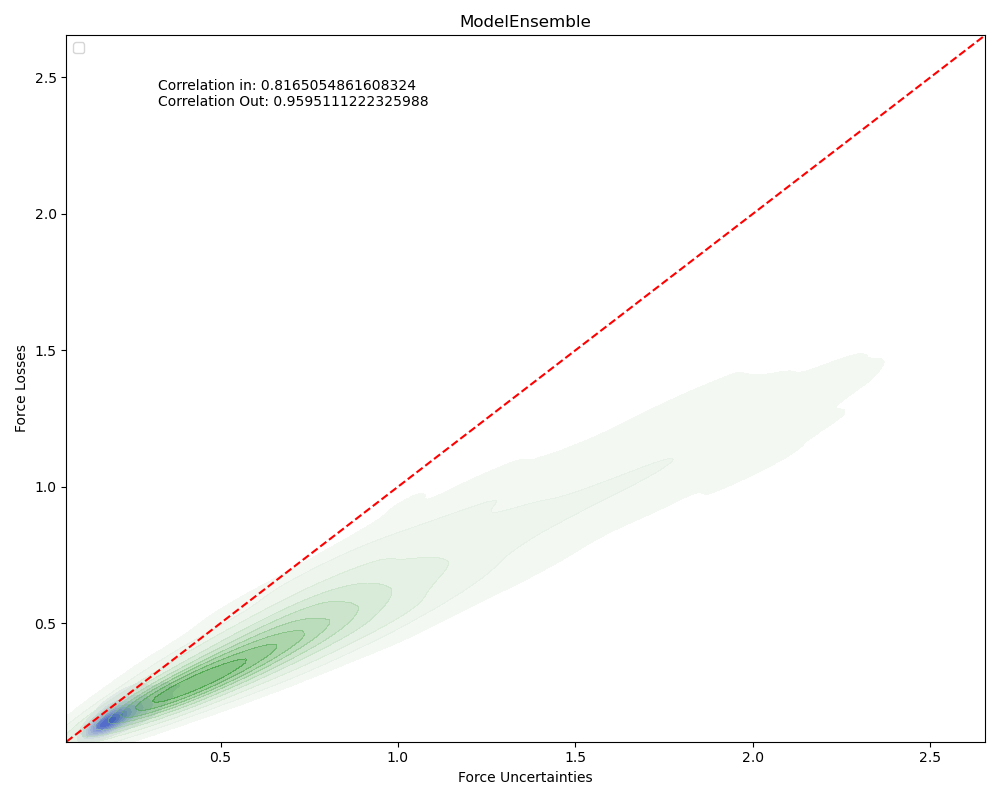 ModelEnsemble
Correlation in: 0.8165054861608324
Correlation Out: 0.9595111222325988
Force Losses
2.5
2.0
1.5
1.0
0.5
0.5 1.0 1.5 2.0 2.5
Force Uncertainties